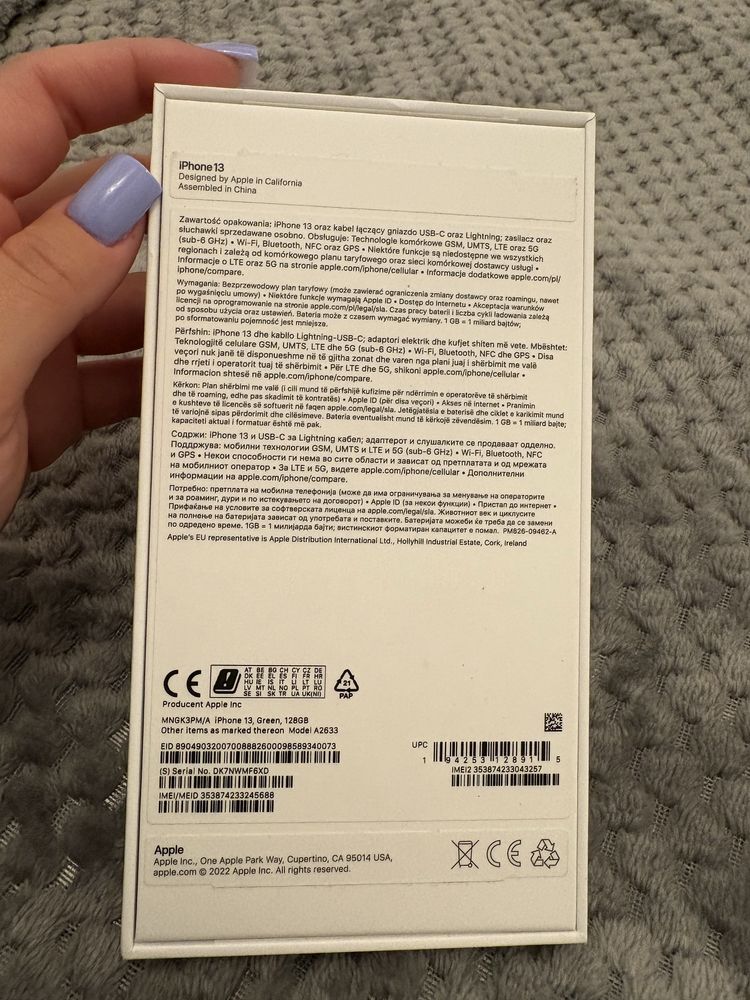 iPhone 13
Designed by Apple in California
Assembled in China
Zawartość opakowania: iPhone 13 oraz kabel łączący gniazdo USB-C oraz Lightning; zasilacz oraz
słuchawki sprzedawane osobno. Obsługuje: Technologie komórkowe GSM, UMTS, LTE oraz 5G
(sub-6 GHz) • Wi-Fi, Bluetooth, NFC oraz GPS • Niektóre funkcje są niedostępne we wszystkich
regionach i zależą od komórkowego planu taryfowego oraz sieci komórkowej dostawcy usługi •
Informacje o LTE oraz 5G na stronie apple.com/iphone/cellular • Informacje dodatkowe apple.com/pl/
iphone/compare.
Wymagania: Bezprzewodowy plan taryfowy (może zawierać ograniczenia zmiany dostawcy oraz roamingu, nawet
po wygaśnięciu umowy) • Niektóre funkcje wymagają Apple ID • Dostęp do Internetu • Akceptacja warunków
licencji na oprogramowanie na stronie apple.com/pl/legal/sla. Czas pracy baterii i liczba cykli ładowania zależą
od sposobu użycia oraz ustawień. Bateria może z czasem wymagać wymiany. 1 GB = 1 miliard bajtów;
po sformatowaniu pojemność jest mniejsza.
Përfshin: iPhone 13 dhe kabllo Lightning-USB-C; adaptori elektrik dhe kufjet shiten më vete. Mbështet:
Teknologjitë celulare GSM, UMTS, LTE dhe 5G (sub-6 GHz) • Wi-Fi, Bluetooth, NFC dhe GPS • Disa
veçori nuk janë të disponueshme në të gjitha zonat dhe varen nga plani juaj i shërbimit me valë
dhe rrjeti i operatorit tuaj të shërbimit • Për LTE dhe 5G, shikoni apple.com/iphone/cellular •
Informacion shtesë në apple.com/iphone/compare.
Kërkon: Plan shërbimi me valë (i cili mund të përfshijë kufizime për ndërrimin e operatorëve të shërbimit
dhe të roaming, edhe pas skadimit të kontratës) • Apple ID (për disa veçori) • Akses në internet • Pranimin
e kushteve të licencës së softuerit në faqen apple.com/legal/sla. Jetëgjatësia e baterisë dhe ciklet e karikimit mund
të variojnë sipas përdorimit dhe cilësimeve. Bateria eventualisht mund të kërkojë zëvendësim. 1 GB = 1 miliard bajte;
kapaciteti aktual i formatuar është më pak.
Содржи: iPhone 13 и USB-C за Lightning кабел; адаптерот и слушалките се продаваат одделно.
Поддржува: мобилни технологии GSM, UMTS и LTE и 5G (sub-6 GHz) • Wi-Fi, Bluetooth, NFC
и GPS • Некои способности ги нема во сите области и зависат од претплатата и од мрежата
на мобилниот оператор • За LTE и 5G, видете apple.com/iphone/cellular • Дополнителни
информации на apple.com/iphone/compare.
Потребно: претплата на мобилна телефонија (може да има ограничувања за менување на операторите
и за роаминг, дури и по истекувањето на договорот) • Apple ID (за некои функции) • Пристап до интернет •
Прифаќање на условите за софтверската лиценца на apple.com/legal/sla. Животниот век и циклусите
на полнење на батеријата зависат од употребата и поставките. Батеријата можеби ќе треба да се замени
по одредено време. 1GB = 1 милијарда бајти; вистинскиот форматиран капацитет е помал. PM826-09462-A
Apple's EU representative is Apple Distribution International Ltd., Hollyhill Industrial Estate, Cork, Ireland
CE
AT BE BG CH CY CZ DE
DK EE EL ES FI FR HR
HU IE IS IT LI LT LU
LV MT NL NO PL PT RO
SE SI SK TR UA UK(NI)
21
PAP
Producent Apple Inc
MNGK3PM/A iPhone 13, Green, 128GB
Other items as marked thereon Model A2633
EID 89049032007008882600098589340073
(S) Serial No. DK7NWMF6XD
IMEI/MEID 353874233245688
UPC
1 94253 12891 5
IMEI2 353874233043257
Apple
Apple Inc., One Apple Park Way, Cupertino, CA 95014 USA,
apple.com © 2022 Apple Inc. All rights reserved.
CE